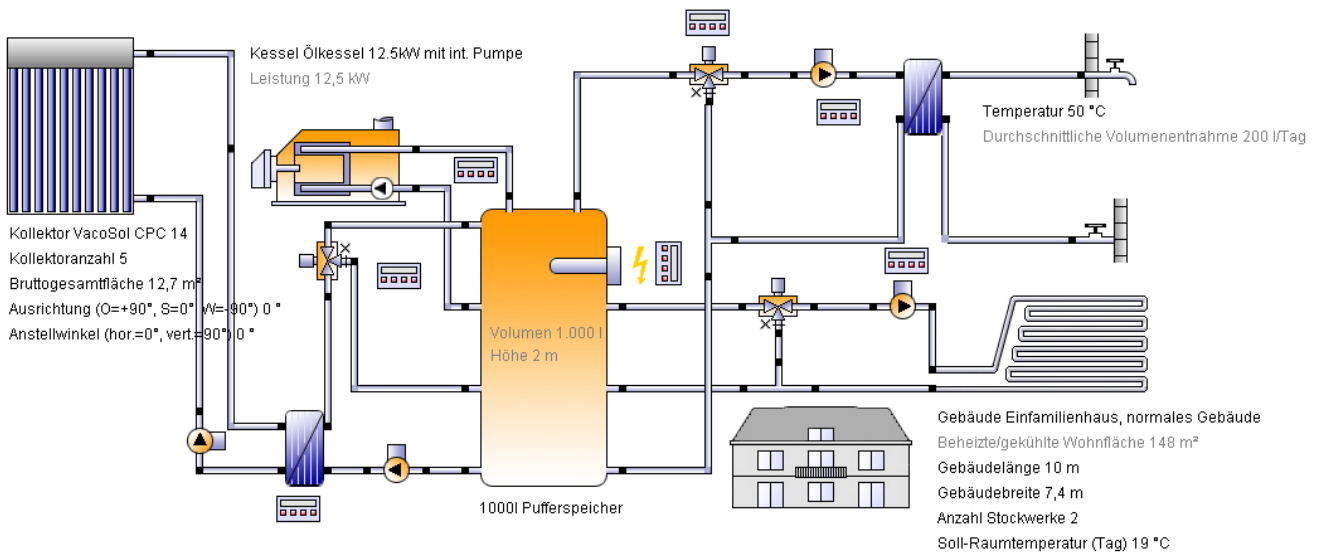 Kessel Ölkessel 12.5kW mit int. Pumpe
Leistung 12,5 kW
Temperatur 50 °C
Durchschnittliche Volumenentnahme 200 l/Tag
Kollektor VacoSol CPC 14
Kollektoranzahl 5
Bruttogesamtfläche 12,7 m²
Ausrichtung (O=+90°, S=0°, W=-90°) 0 °
Anstellwinkel (hor.=0°, vert.=90°) 0 °
Volumen 1.000 l
Höhe 2 m
1000l Pufferspeicher
Gebäude Einfamilienhaus, normales Gebäude
Beheizte/gekühlte Wohnfläche 148 m²
Gebäudelänge 10 m
Gebäudebreite 7,4 m
Anzahl Stockwerke 2
Soll-Raumtemperatur (Tag) 19 °C